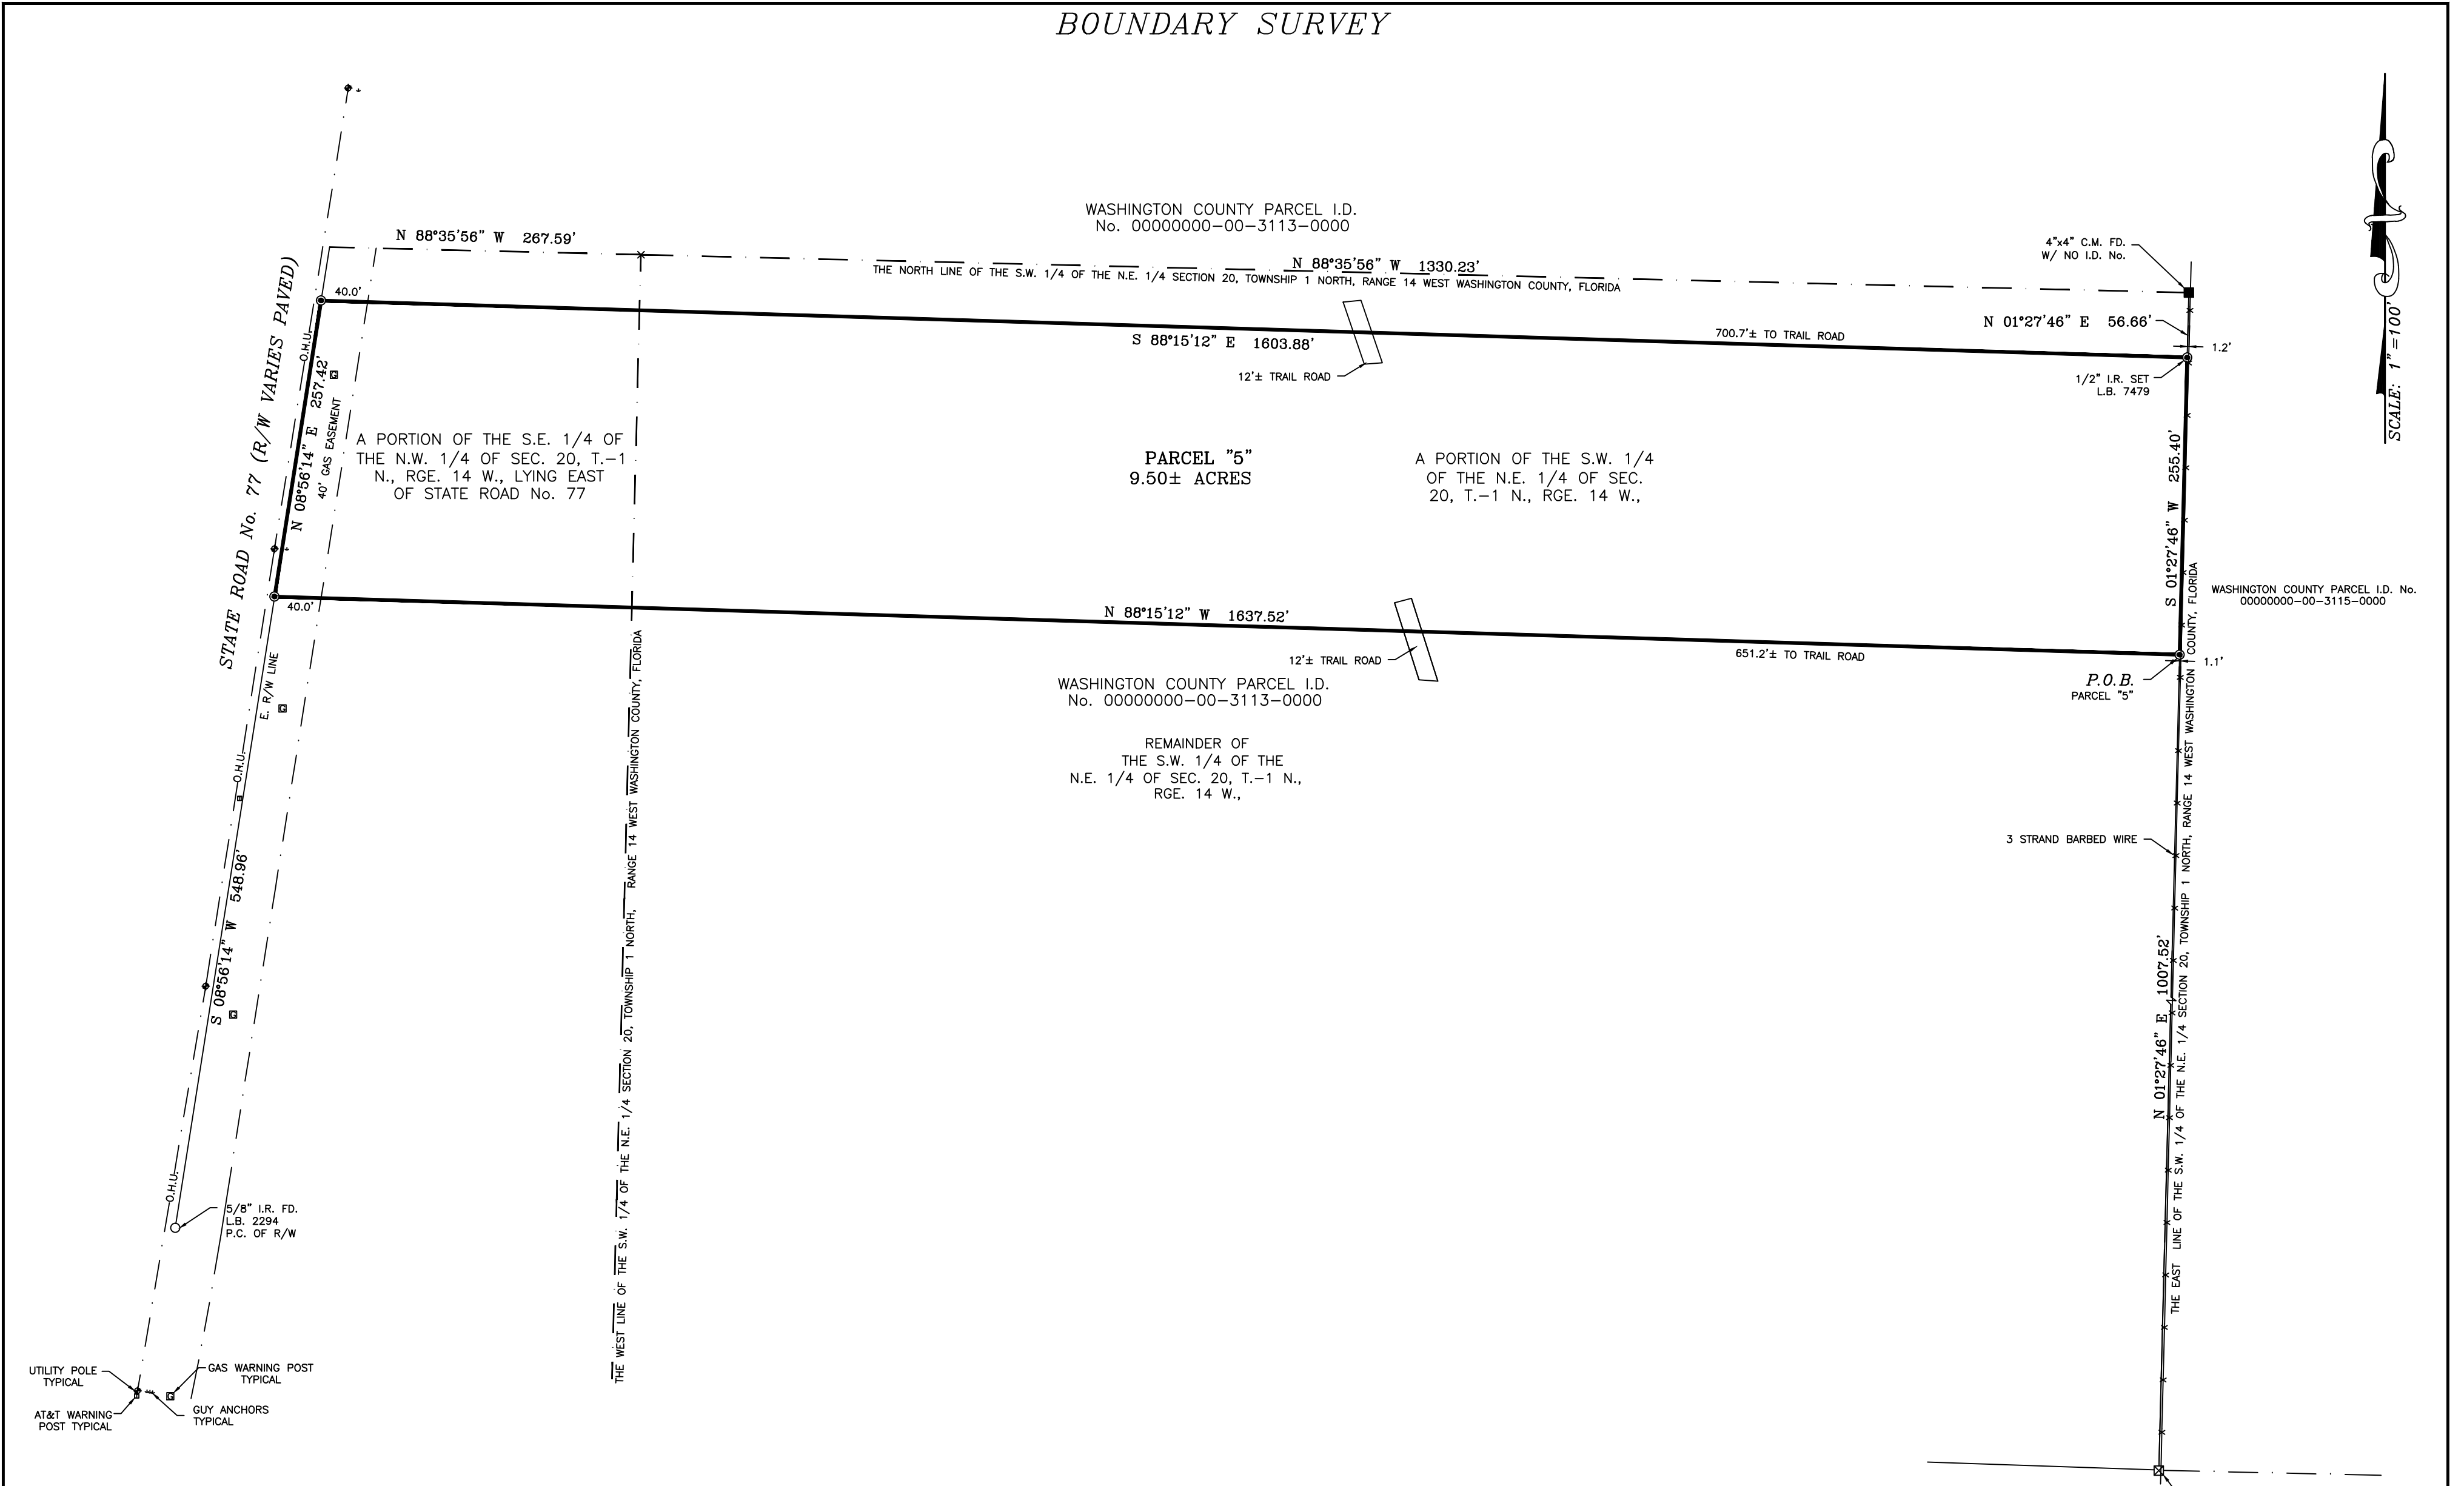 BOUNDARY SURVEY
WASHINGTON COUNTY PARCEL I.D.
No. 00000000-00-3113-0000
N 88°35'56" W 267.59'
N 88°35'56" W 1330.23'
THE NORTH LINE OF THE S.W. 1/4 OF THE N.E. 1/4 SECTION 20, TOWNSHIP 1 NORTH, RANGE 14 WEST WASHINGTON COUNTY, FLORIDA
4"x4" C.M. FD.
W/ NO I.D. No.
N 01°27'46" E 56.66'
1.2'
1/2" I.R. SET
L.B. 7479
SCALE: 1"=100'
40.0'
S 88°15'12" E 1603.88'
700.7'± TO TRAIL ROAD
12'± TRAIL ROAD
STATE ROAD No. 77 (R/W VARIES PAVED)
O.H.U.
N 08°56'14" E 257.42'
G
40' GAS EASEMENT
A PORTION OF THE S.E. 1/4 OF
THE N.W. 1/4 OF SEC. 20, T.-1
N., RGE. 14 W., LYING EAST
OF STATE ROAD No. 77
PARCEL "5"
9.50± ACRES
A PORTION OF THE S.W. 1/4
OF THE N.E. 1/4 OF SEC.
20, T.-1 N., RGE. 14 W.,
S 01°27'46" W 255.40'
WASHINGTON COUNTY PARCEL I.D. No.
00000000-00-3115-0000
40.0'
N 88°15'12" W 1637.52'
12'± TRAIL ROAD
651.2'± TO TRAIL ROAD
1.1'
P.O.B.
PARCEL "5"
WASHINGTON COUNTY PARCEL I.D.
No. 00000000-00-3113-0000
REMAINDER OF
THE S.W. 1/4 OF THE
N.E. 1/4 OF SEC. 20, T.-1 N.,
RGE. 14 W.,
E. R/W LINE
G
O.H.U.
S 08°56'14" W 548.96'
G
THE WEST LINE OF THE S.W. 1/4 OF THE N.E. 1/4 SECTION 20, TOWNSHIP 1 NORTH, RANGE 14 WEST WASHINGTON COUNTY, FLORIDA
3 STRAND BARBED WIRE
N 01°27'46" E 1007.52'
THE EAST LINE OF THE S.W. 1/4 OF THE N.E. 1/4 SECTION 20, TOWNSHIP 1 NORTH, RANGE 14 WEST WASHINGTON COUNTY, FLORIDA
O.H.U.
5/8" I.R. FD.
L.B. 2294
P.C. OF R/W
UTILITY POLE
TYPICAL
GAS WARNING POST
TYPICAL
G
AT&T WARNING
POST TYPICAL
GUY ANCHORS
TYPICAL